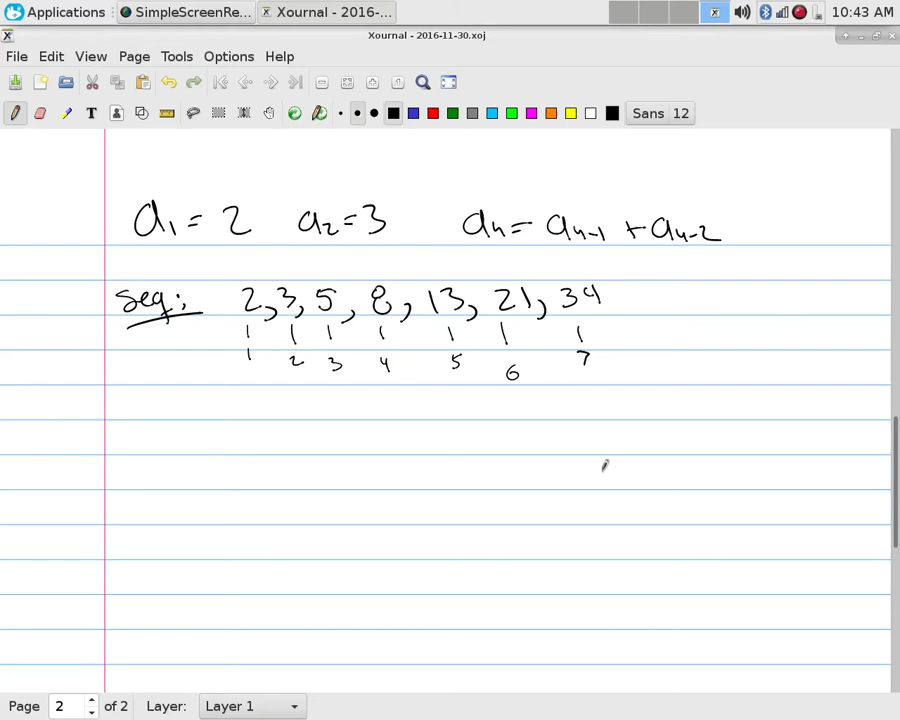 Applications SimpleScreenRe... Xournal - 2016-... 10:43 AM
Xournal - 2016-11-30.xoj
File Edit View Page Tools Options Help
Sans 12
a₁ = 2 a₂ = 3 aₙ = aₙ₋₁ + aₙ₋₂
Seq: 2, 3, 5, 8, 13, 21, 34
1 2 3 4 5 6 7
Page 2 of 2 Layer: Layer 1